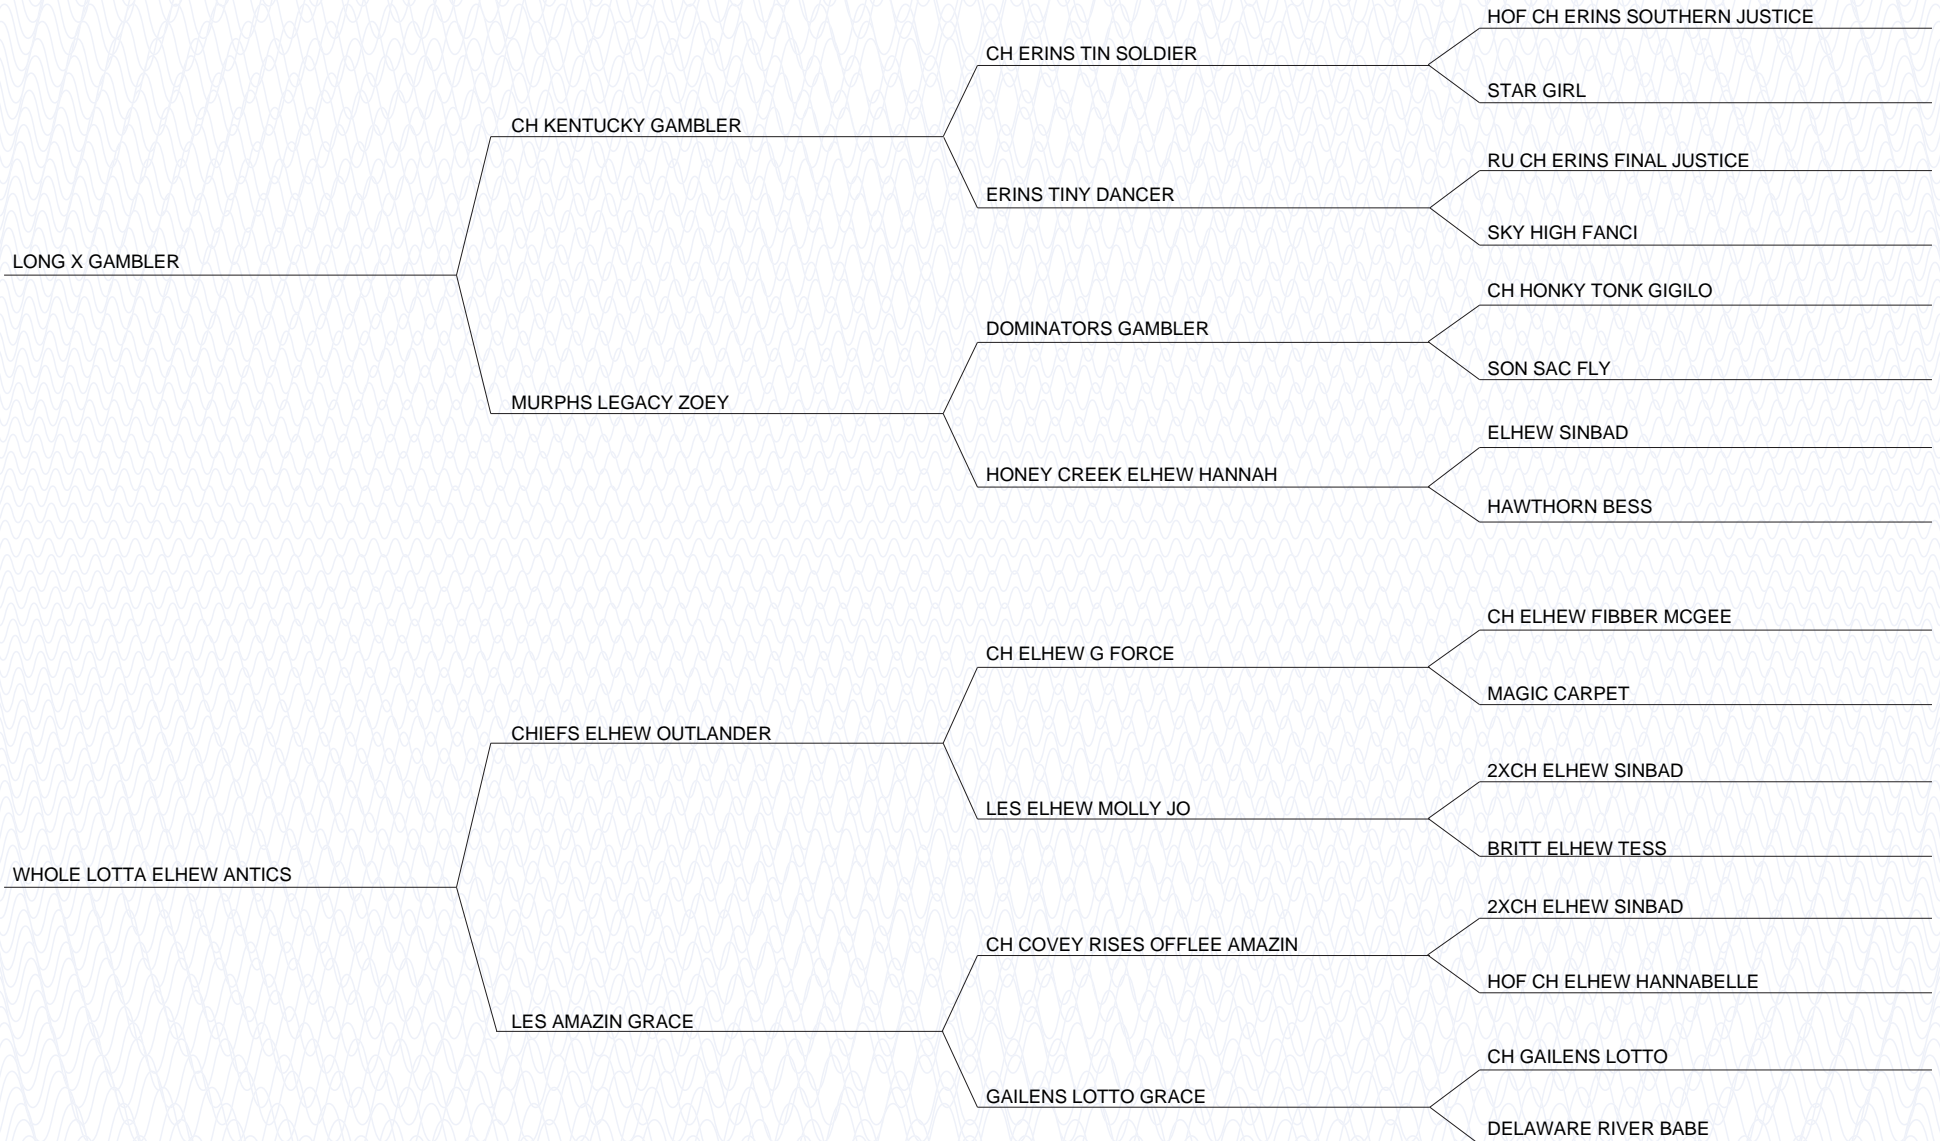 HOF CH ERINS SOUTHERN JUSTICE
CH ERINS TIN SOLDIER
STAR GIRL
CH KENTUCKY GAMBLER
RU CH ERINS FINAL JUSTICE
ERINS TINY DANCER
SKY HIGH FANCI
LONG X GAMBLER
CH HONKY TONK GIGILO
DOMINATORS GAMBLER
SON SAC FLY
MURPHS LEGACY ZOEY
ELHEW SINBAD
HONEY CREEK ELHEW HANNAH
HAWTHORN BESS
CH ELHEW FIBBER MCGEE
CH ELHEW G FORCE
MAGIC CARPET
CHIEFS ELHEW OUTLANDER
2XCH ELHEW SINBAD
LES ELHEW MOLLY JO
BRITT ELHEW TESS
WHOLE LOTTA ELHEW ANTICS
2XCH ELHEW SINBAD
CH COVEY RISES OFFLEE AMAZIN
HOF CH ELHEW HANNABELLE
LES AMAZIN GRACE
CH GAILENS LOTTO
GAILENS LOTTO GRACE
DELAWARE RIVER BABE